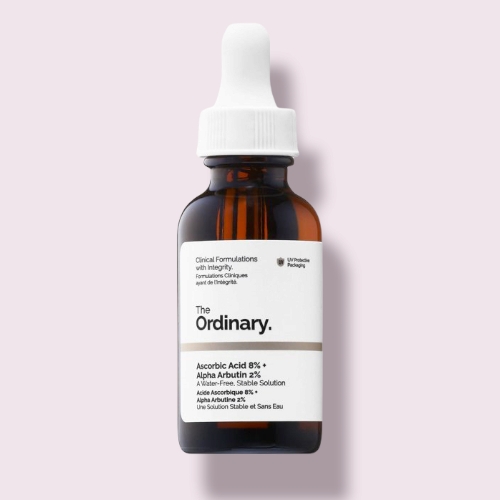 Clinical Formulations
with Integrity.
Formulations Cliniques
ayant de l'Intégrité.
UV Protective
Packaging
The
Ordinary.
Ascorbic Acid 8% +
Alpha Arbutin 2%
A Water-Free, Stable Solution
Acide Ascorbique 8% +
Alpha Arbutine 2%
Une Solution Stable et Sans Eau